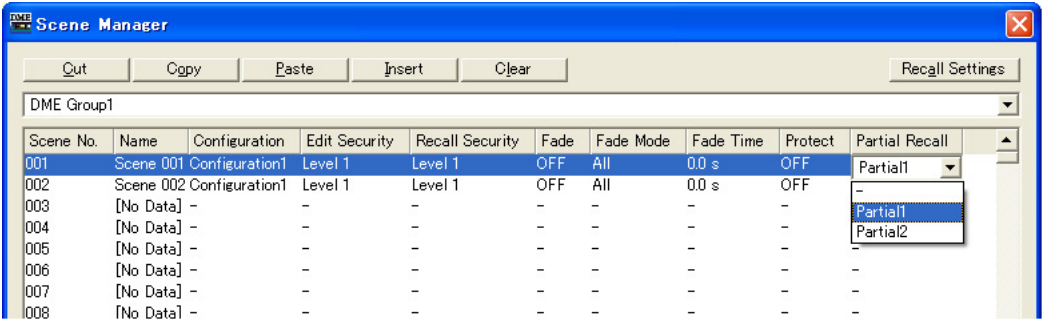 DME Scene Manager
Cut Copy Paste Insert Clear Recall Settings
DME Group1
Scene No. Name Configuration Edit Security Recall Security Fade Fade Mode Fade Time Protect Partial Recall
001 Scene 001 Configuration1 Level 1 Level 1 OFF All 0.0 s OFF Partial1
002 Scene 002 Configuration1 Level 1 Level 1 OFF All 0.0 s OFF -
003 [No Data] - - - - - - - Partial1
004 [No Data] - - - - - - - Partial2
005 [No Data] - - - - - - - -
006 [No Data] - - - - - - - -
007 [No Data] - - - - - - - -
008 [No Data] - - - - - - - -